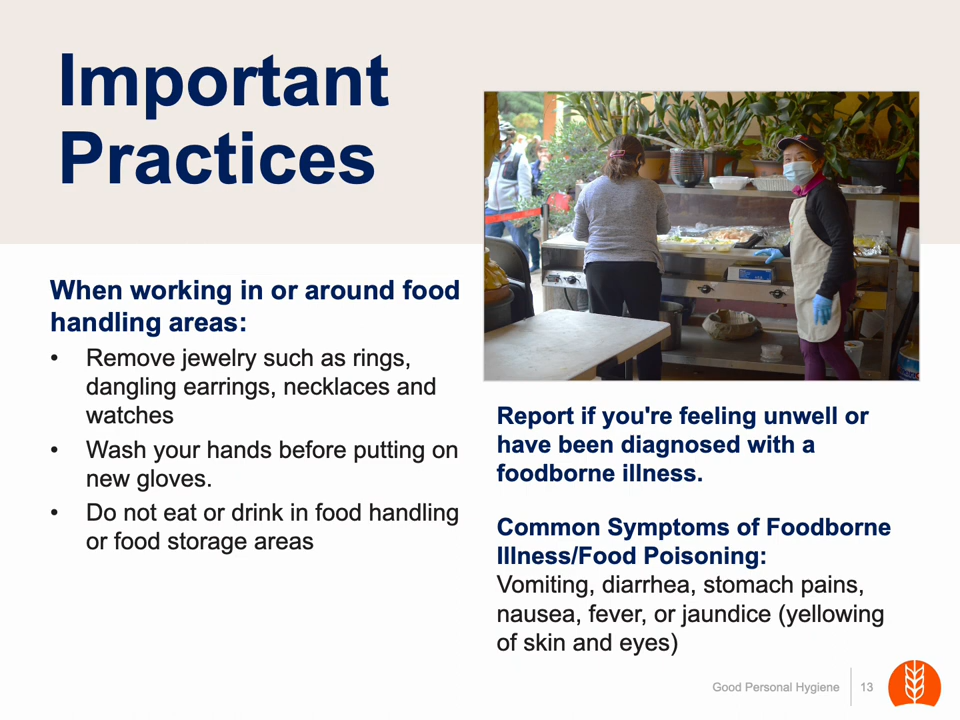 Important
Practices
When working in or around food
handling areas:
• Remove jewelry such as rings,
dangling earrings, necklaces and
watches
• Wash your hands before putting on
new gloves.
• Do not eat or drink in food handling
or food storage areas
Report if you're feeling unwell or
have been diagnosed with a
foodborne illness.
Common Symptoms of Foodborne
Illness/Food Poisoning:
Vomiting, diarrhea, stomach pains,
nausea, fever, or jaundice (yellowing
of skin and eyes)
Good Personal Hygiene 13